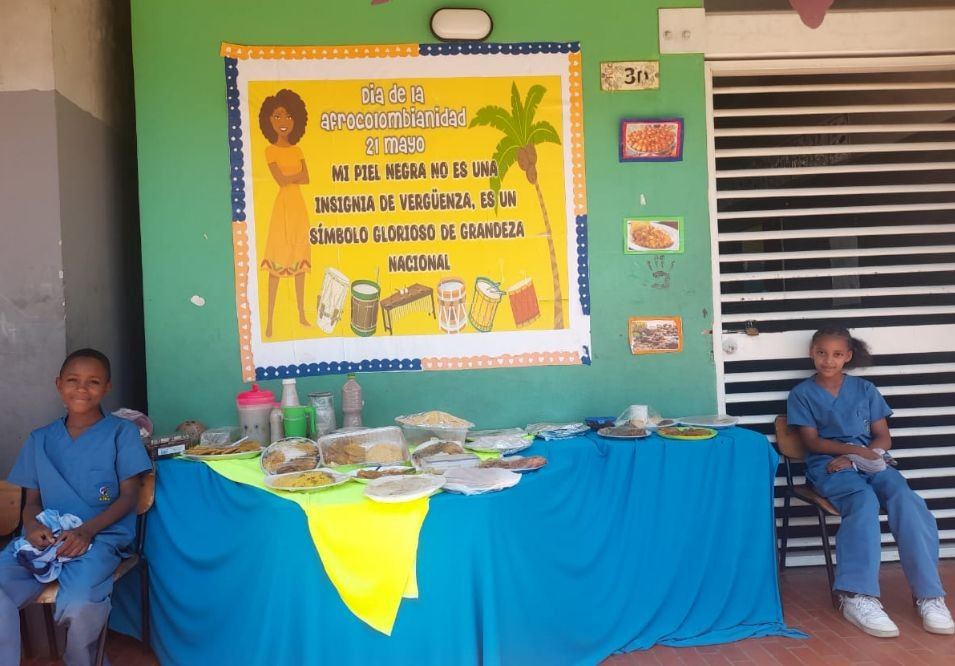 Dia de la
afrocolombianidad
21 mayo
MI PIEL NEGRA NO ES UNA
INSIGNIA DE VERGÜENZA, ES UN
SÍMBOLO GLORIOSO DE GRANDEZA
NACIONAL
30